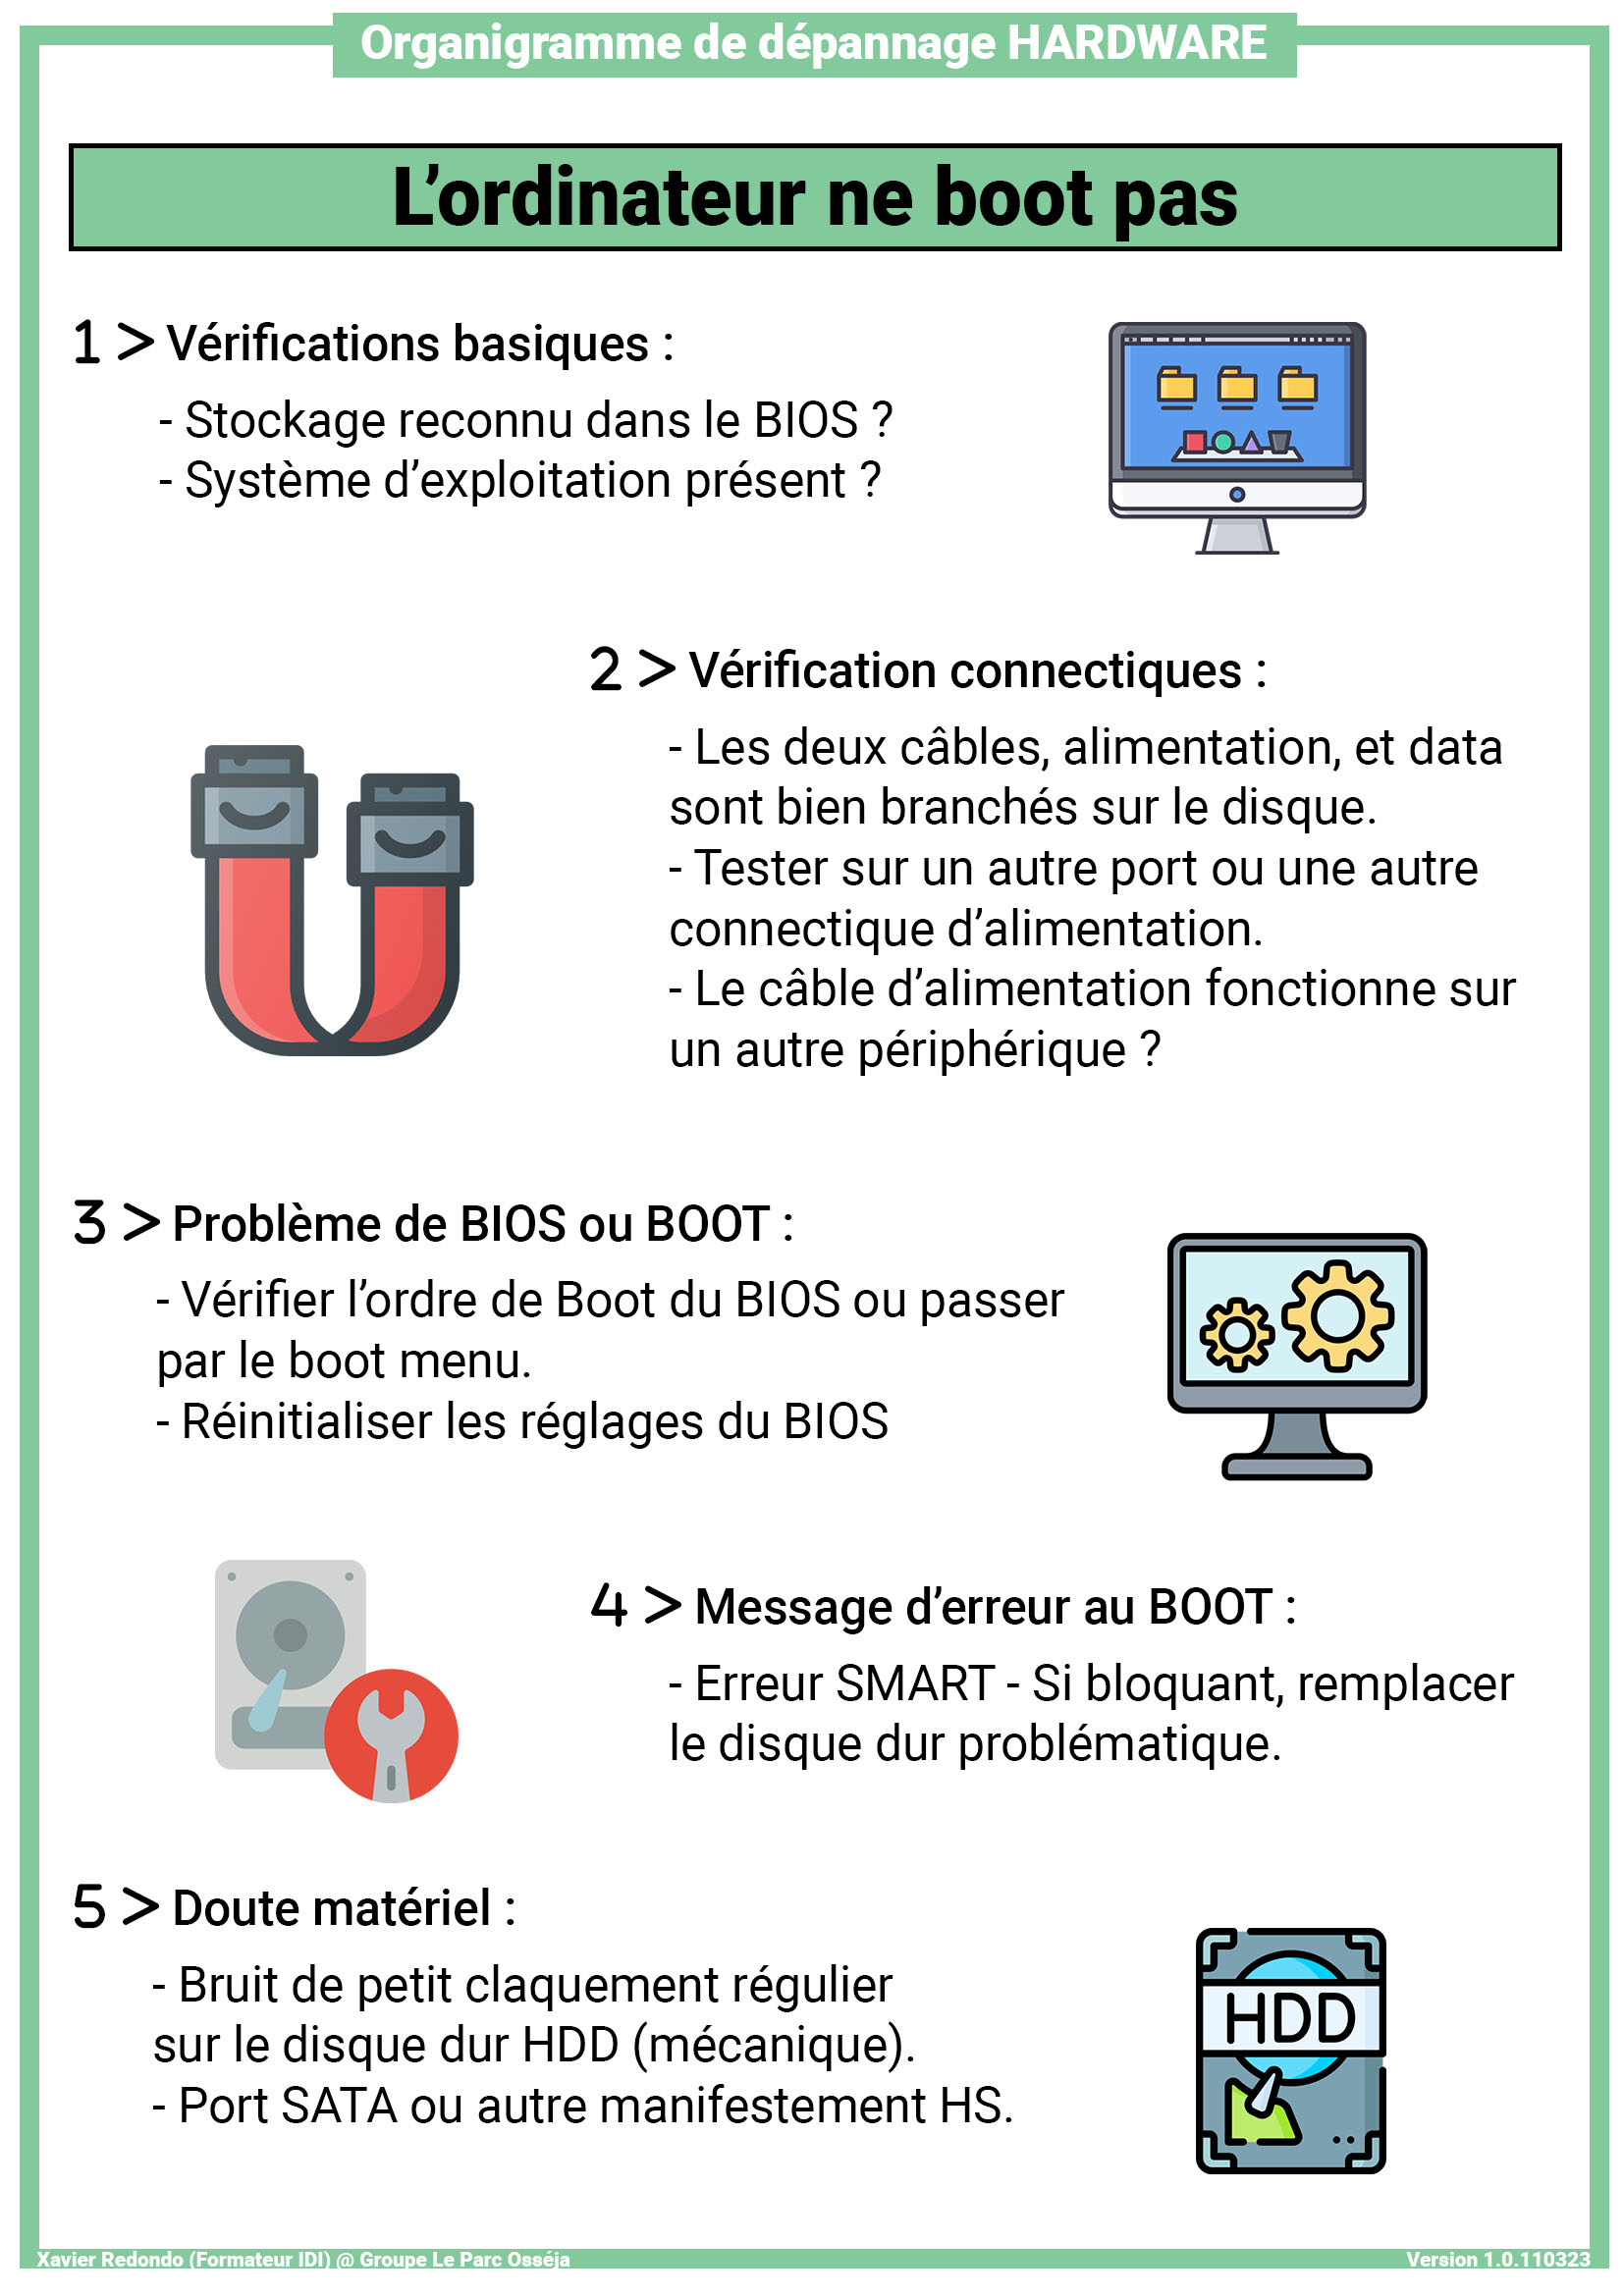 Organigramme de dépannage HARDWARE
L’ordinateur ne boot pas
1 > Vérifications basiques :
- Stockage reconnu dans le BIOS ?
- Système d’exploitation présent ?
2 > Vérification connectiques :
- Les deux câbles, alimentation, et data
sont bien branchés sur le disque.
- Tester sur un autre port ou une autre
connectique d’alimentation.
- Le câble d’alimentation fonctionne sur
un autre périphérique ?
3 > Problème de BIOS ou BOOT :
- Vérifier l’ordre de Boot du BIOS ou passer
par le boot menu.
- Réinitialiser les réglages du BIOS
4 > Message d’erreur au BOOT :
- Erreur SMART - Si bloquant, remplacer
le disque dur problématique.
5 > Doute matériel :
- Bruit de petit claquement régulier
sur le disque dur HDD (mécanique).
- Port SATA ou autre manifestement HS.
HDD
Xavier Redondo (Formateur IDI) @ Groupe Le Parc Osséja
Version 1.0.110323